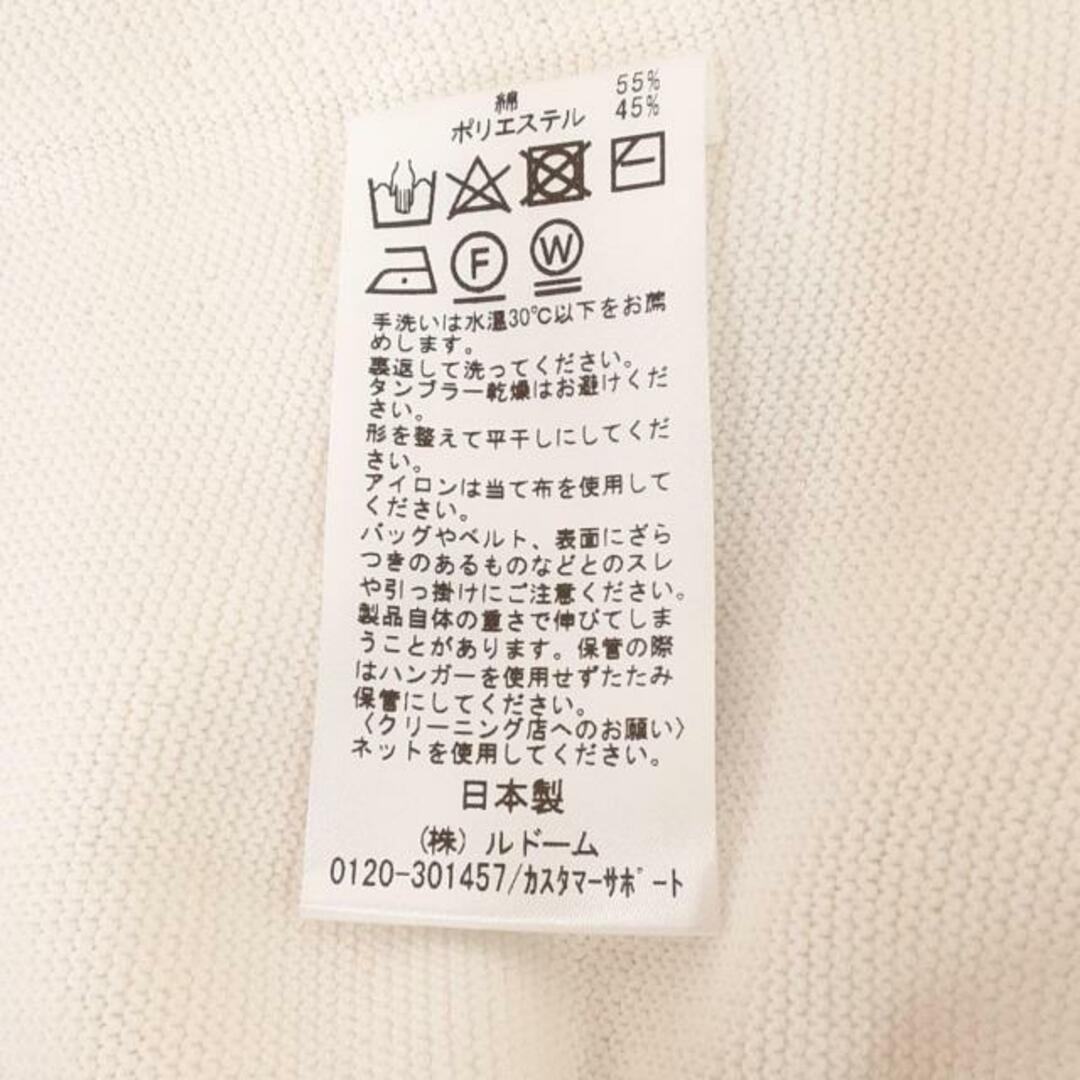 綿 55%
ポリエステル 45%
F W
手洗いは水温30℃以下をお薦
めします。
裏返して洗ってください。
タンブラー乾燥はお避けくだ
さい。
形を整えて平干しにしてくだ
さい。
アイロンは当て布を使用して
ください。
バッグやベルト、表面にざら
つきのあるものなどとのスレ
や引っ掛けにご注意ください。
製品自体の重さで伸びてしま
うことがあります。保管の際
はハンガーを使用せずたたみ
保管にしてください。
〈クリーニング店へのお願い〉
ネットを使用してください。
日本製
(株) ルドーム
0120-301457/カスタマーサポート